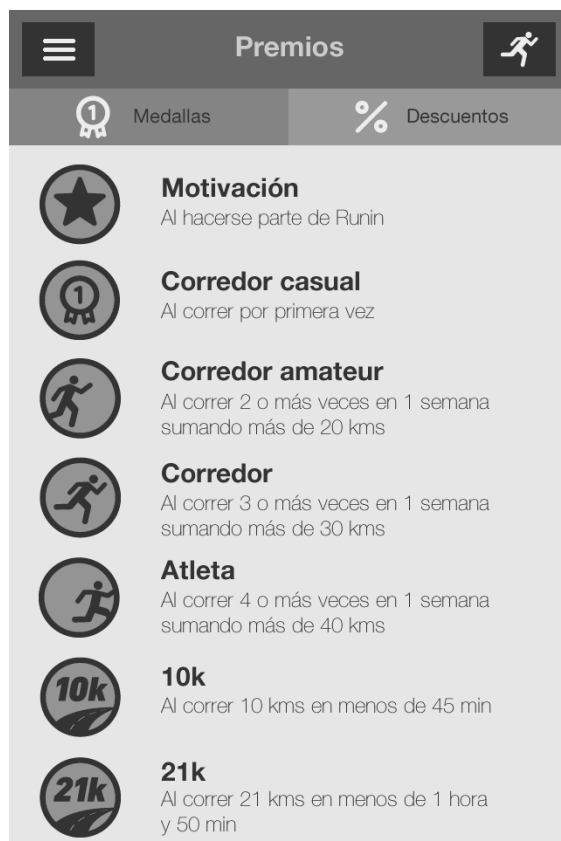 Premios
1
Medallas
Descuentos
Motivación
Al hacerse parte de Runin
1
Corredor casual
Al correr por primera vez
Corredor amateur
Al correr 2 o más veces en 1 semana
sumando más de 20 kms
Corredor
Al correr 3 o más veces en 1 semana
sumando más de 30 kms
Atleta
Al correr 4 o más veces en 1 semana
sumando más de 40 kms
10k
10k
Al correr 10 kms en menos de 45 min
21k
21k
Al correr 21 kms en menos de 1 hora
y 50 min